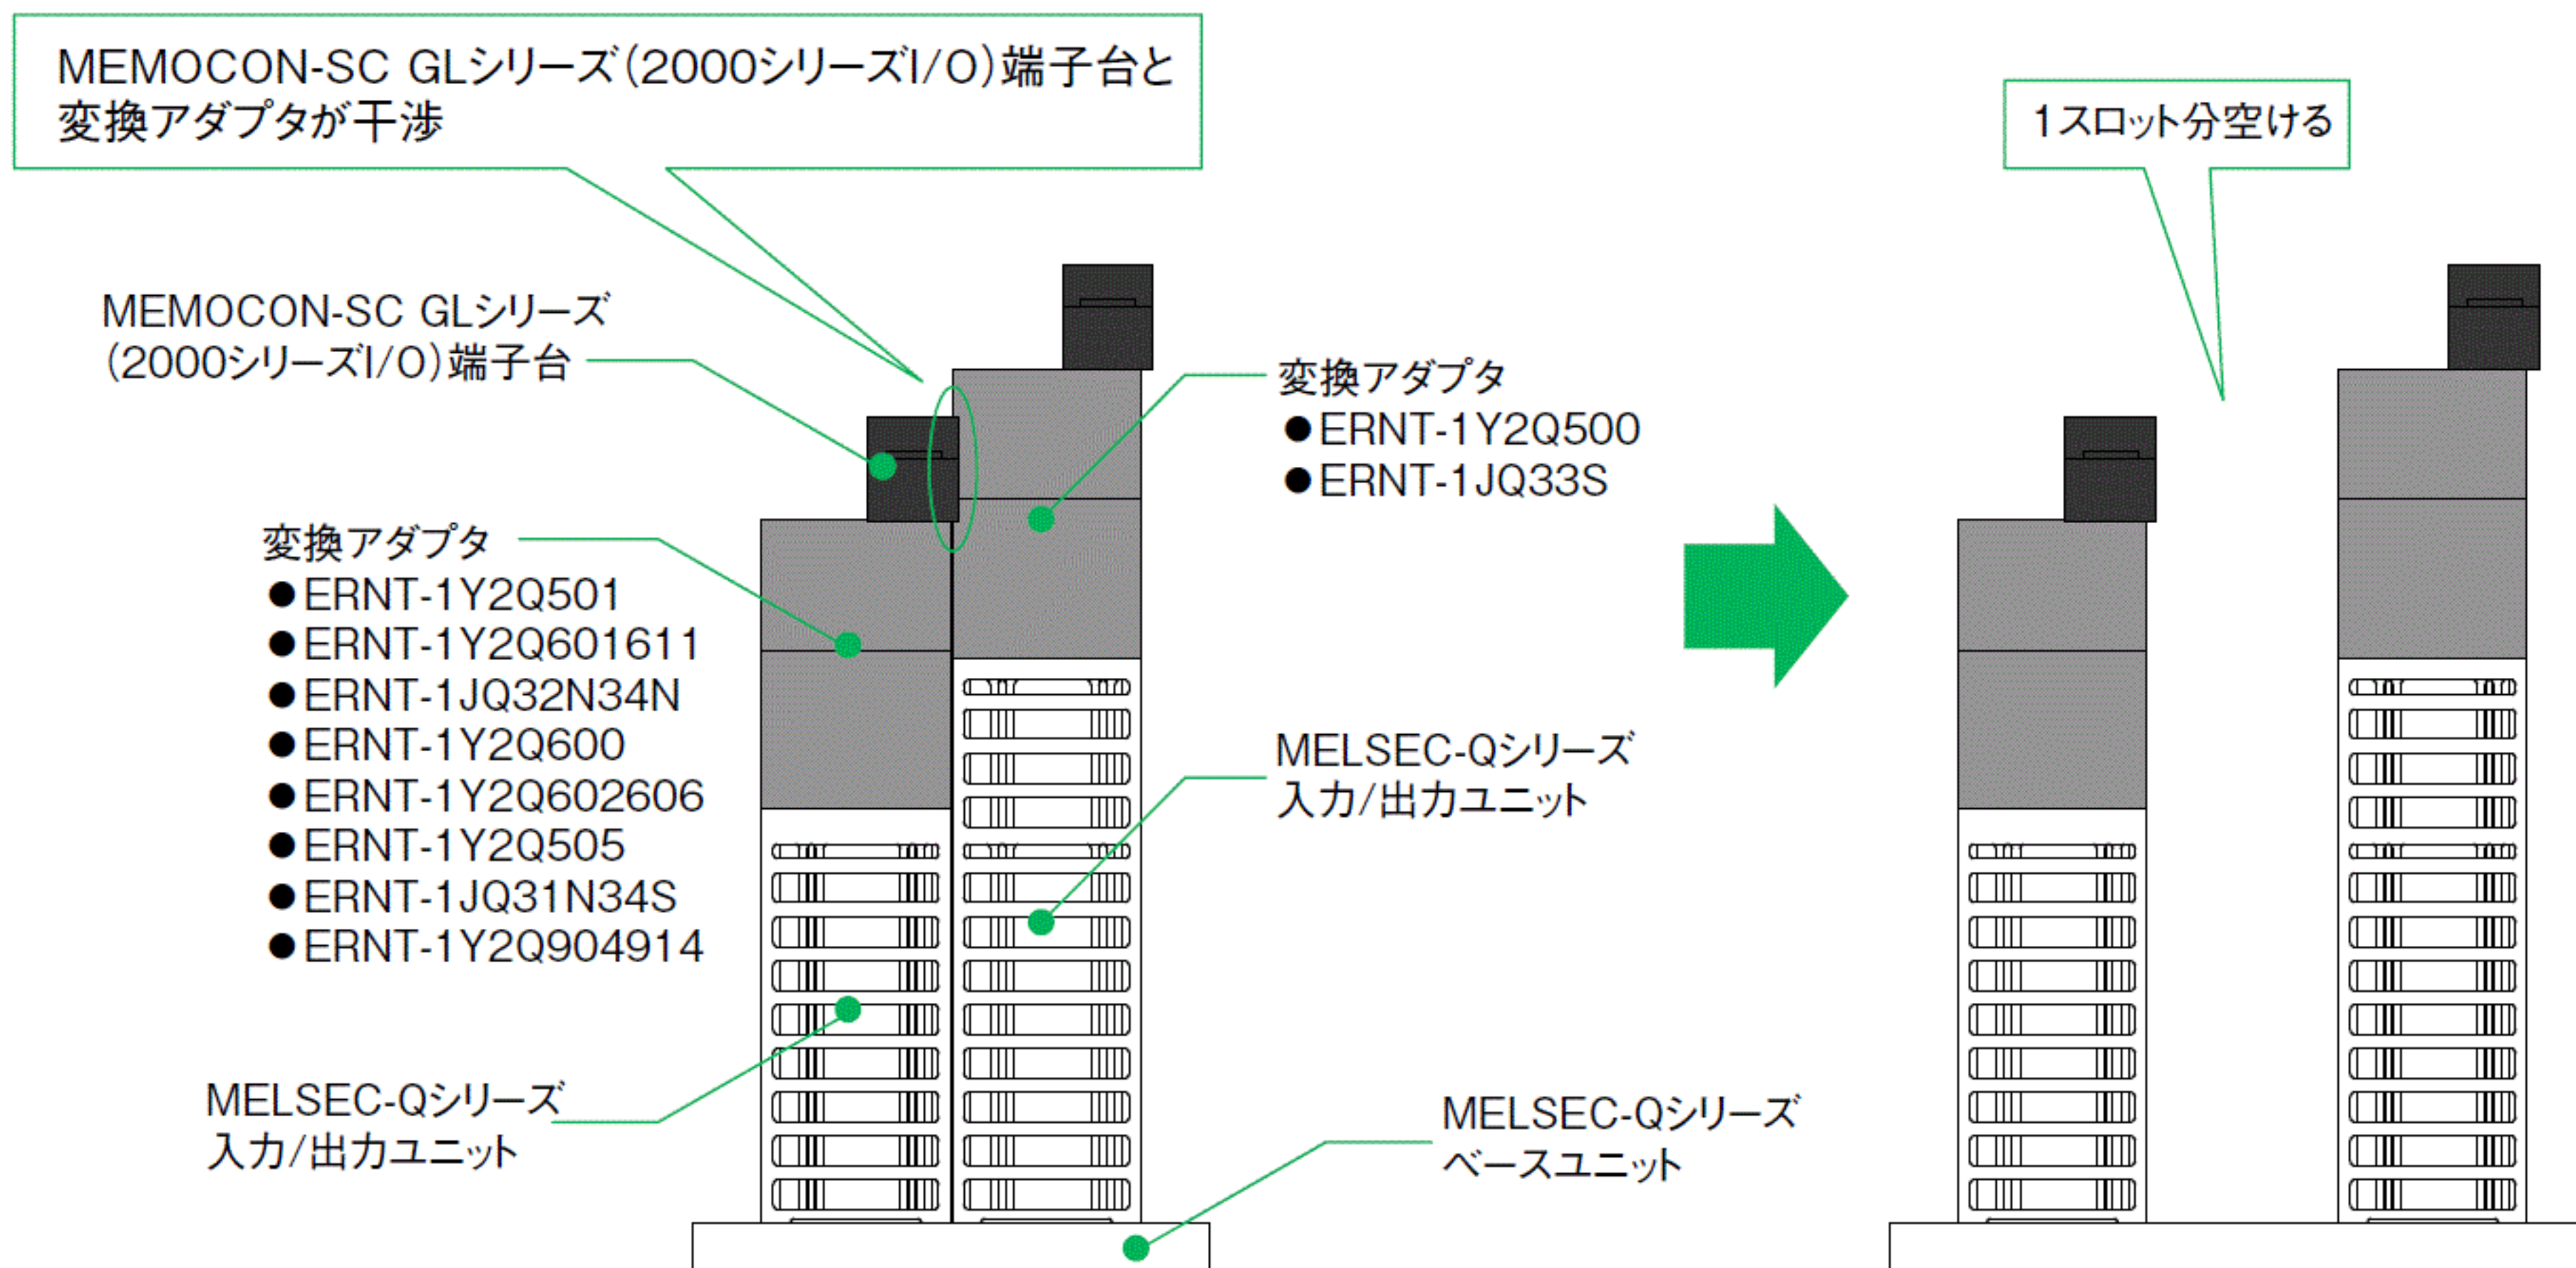 MEMOCON-SC GLシリーズ(2000シリーズI/O)端子台と
変換アダプタが干渉
1スロット分空ける
MEMOCON-SC GLシリーズ
(2000シリーズI/O)端子台
変換アダプタ
●ERNT-1Y2Q500
●ERNT-1JQ33S
変換アダプタ
●ERNT-1Y2Q501
●ERNT-1Y2Q601611
●ERNT-1JQ32N34N
●ERNT-1Y2Q600
●ERNT-1Y2Q602606
●ERNT-1Y2Q505
●ERNT-1JQ31N34S
●ERNT-1Y2Q904914
MELSEC-Qシリーズ
入力/出力ユニット
MELSEC-Qシリーズ
入力/出力ユニット
MELSEC-Qシリーズ
ベースユニット